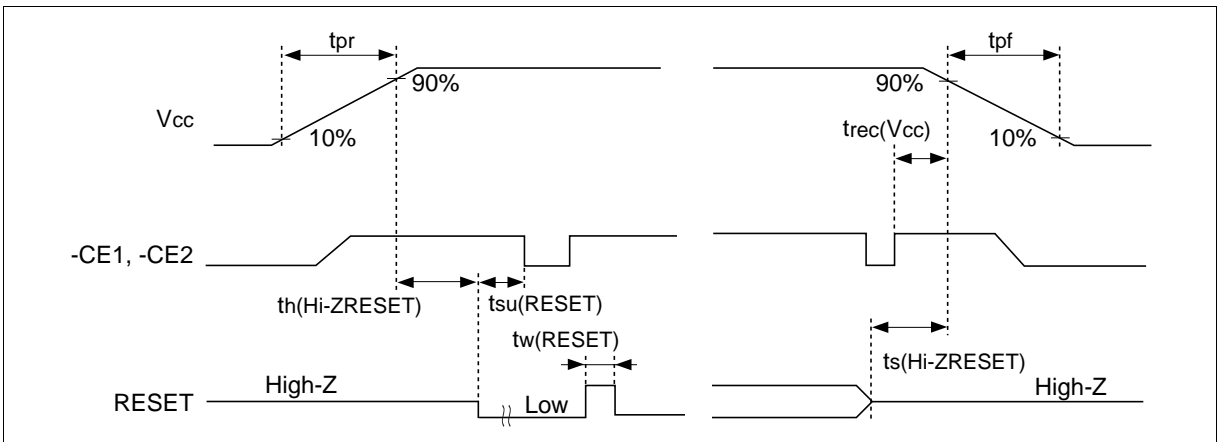 tpr
tpf
90%
90%
Vcc
10%
trec(Vcc)
10%
-CE1, -CE2
th(Hi-ZRESET)
tsu(RESET)
tw(RESET)
ts(Hi-ZRESET)
RESET
High-Z
Low
High-Z